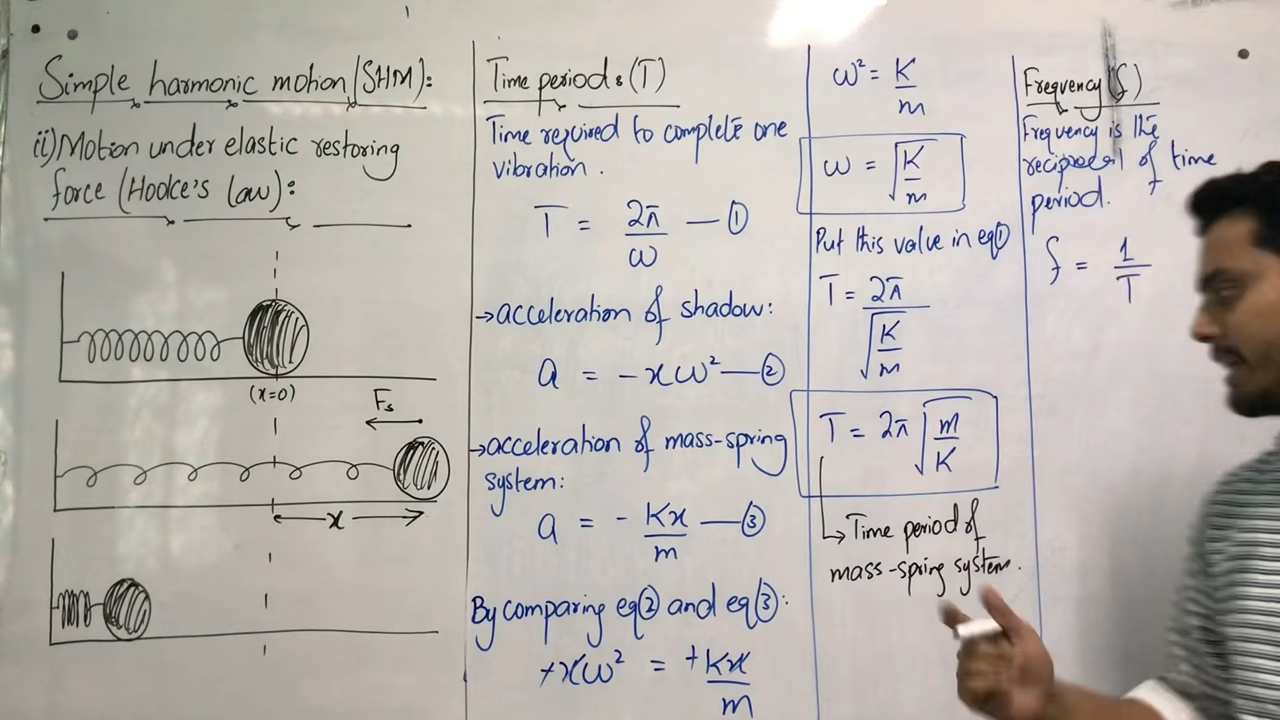 Simple harmonic motion (SHM):
ii) Motion under elastic restoring
force (Hooke's law):
(x=0)
Fs
x
Time period: (T)
Time required to complete one
vibration.
T = 2π/ω — ①
→ acceleration of shadow:
a = -xω² — ②
→ acceleration of mass-spring
system:
a = - Kx/m — ③
By comparing eq② and eq③:
+xω² = +Kx/m
ω² = K/m
ω = √(K/m)
Put this value in eq①
T = 2π/√(K/m)
T = 2π√(m/K)
↳ Time period of
mass-spring system.
Frequency (f)
Frequency is the
reciprocal of time
period.
f = 1/T